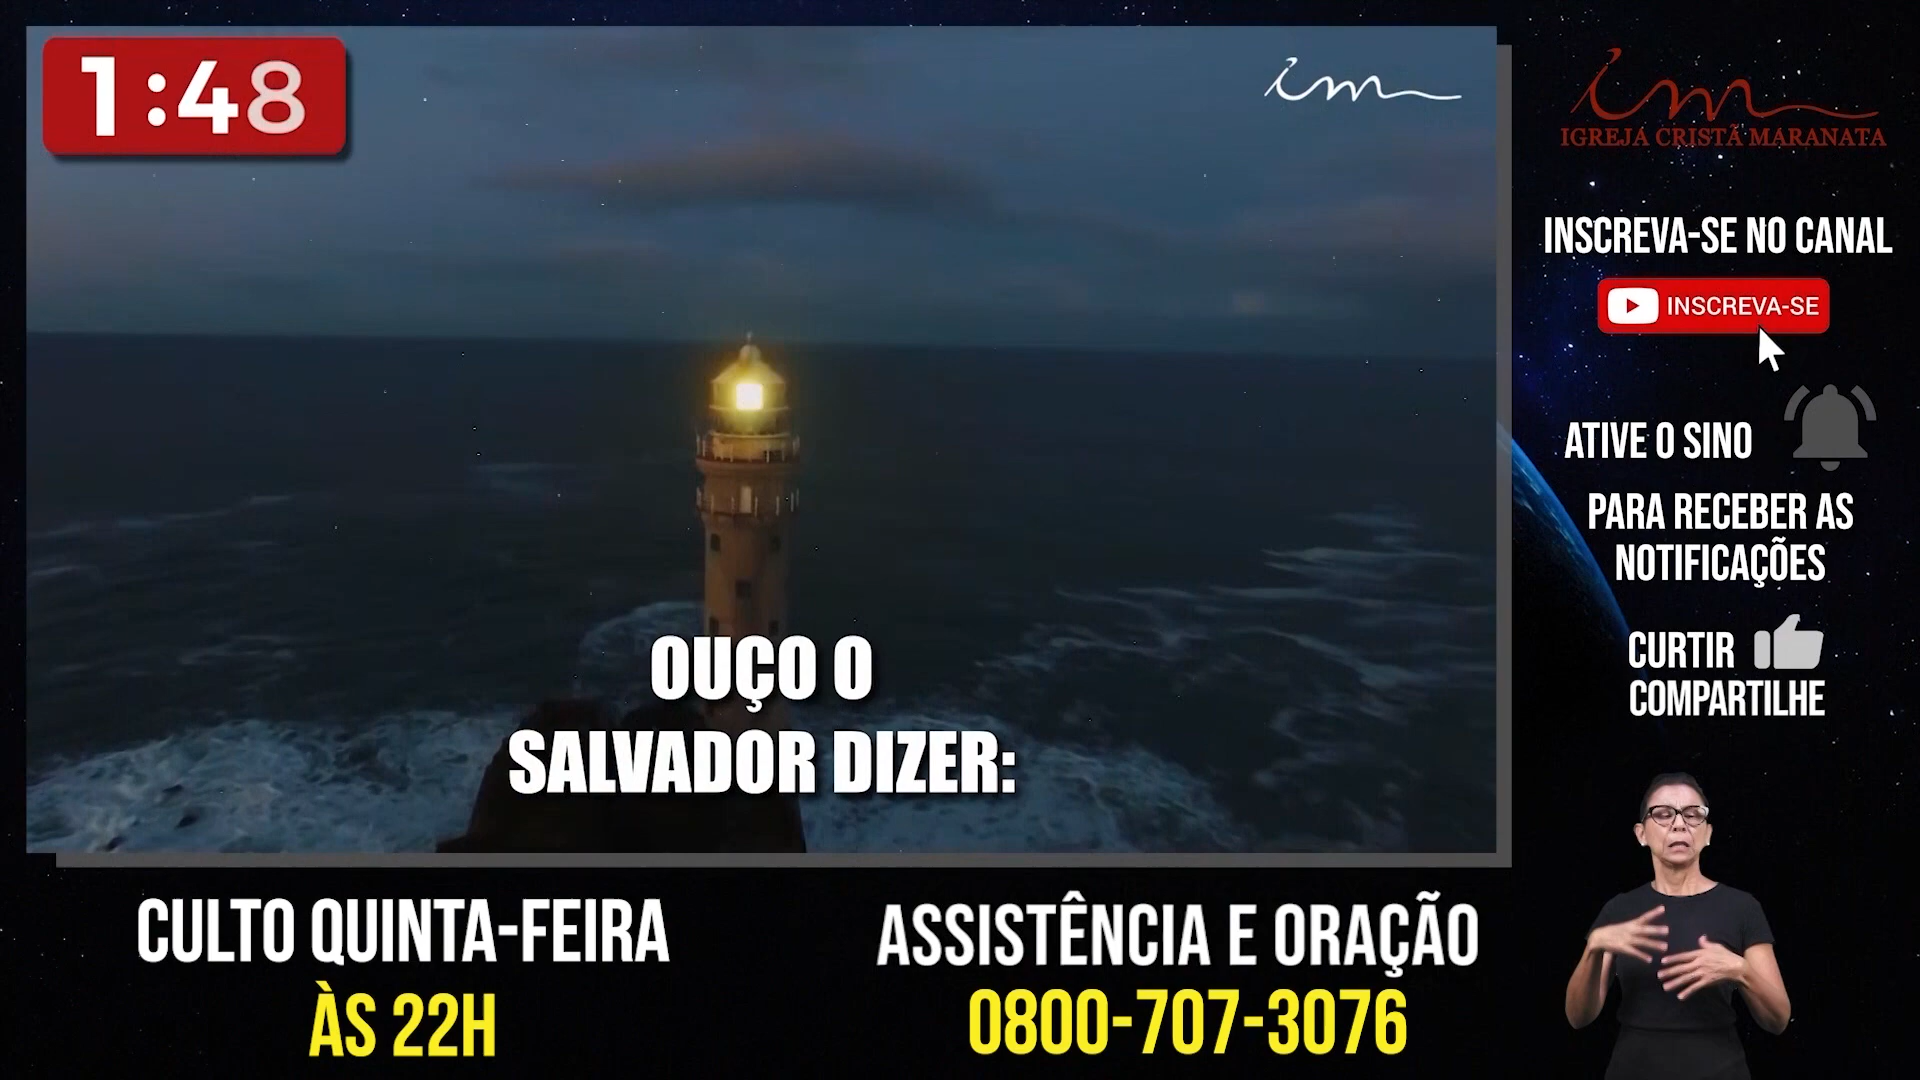 1:48
im
IGREJA CRISTÃ MARANATA
INSCREVA-SE NO CANAL
INSCREVA-SE
ATIVE O SINO
PARA RECEBER AS
NOTIFICAÇÕES
CURTIR
COMPARTILHE
OUÇO O
SALVADOR DIZER:
CULTO QUINTA-FEIRA
ÀS 22H
ASSISTÊNCIA E ORAÇÃO
0800-707-3076